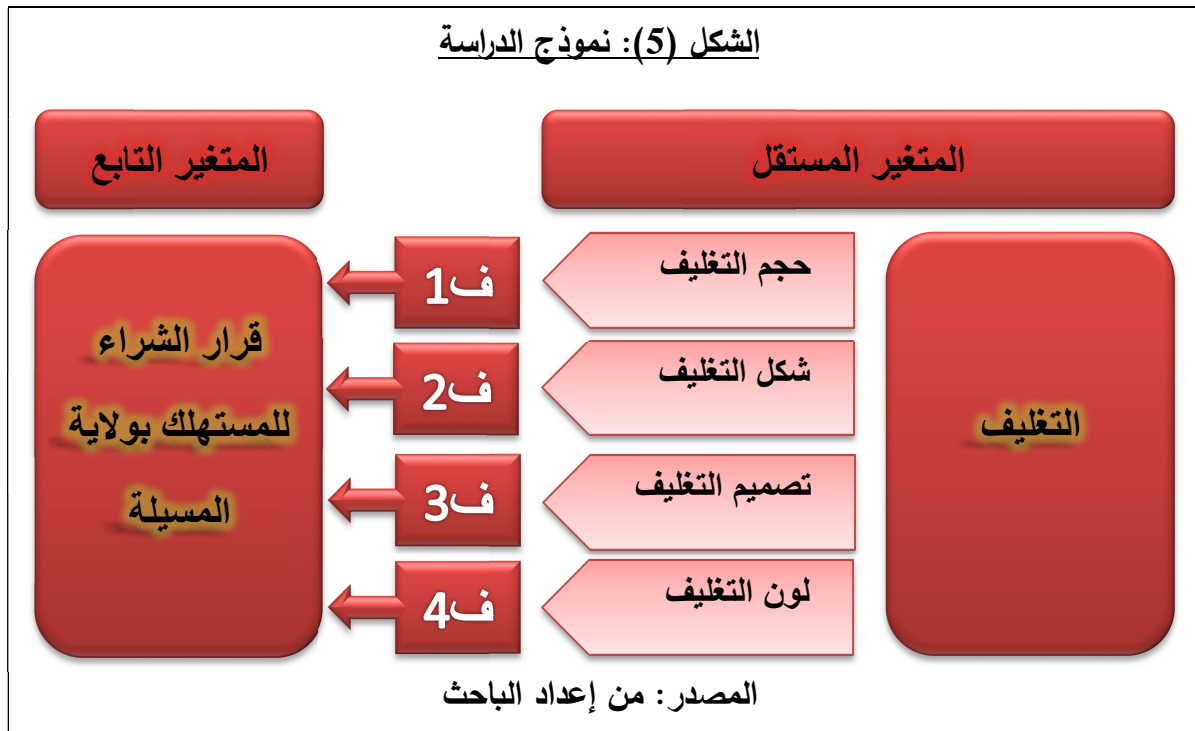 الشكل (5): نموذج الدراسة
المتغير المستقل
المتغير التابع
التغليف
حجم التغليف
ف1
شكل التغليف
ف2
تصميم التغليف
ف3
لون التغليف
ف4
قرار الشراء
للمستهلك بولاية
المسيلة
المصدر: من إعداد الباحث